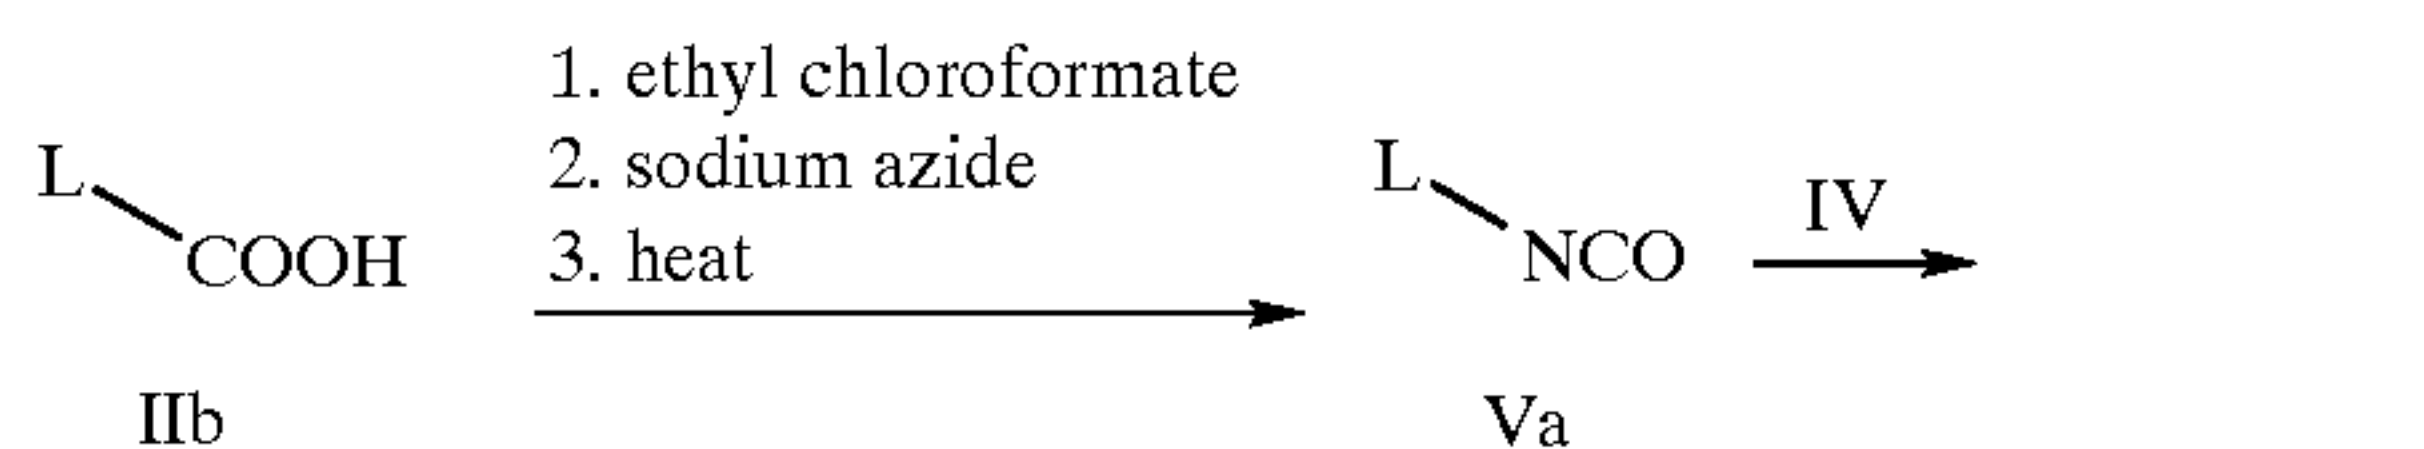 1. ethyl chloroformate
2. sodium azide
3. heat
L
COOH
L
NCO
IV
IIb
Va